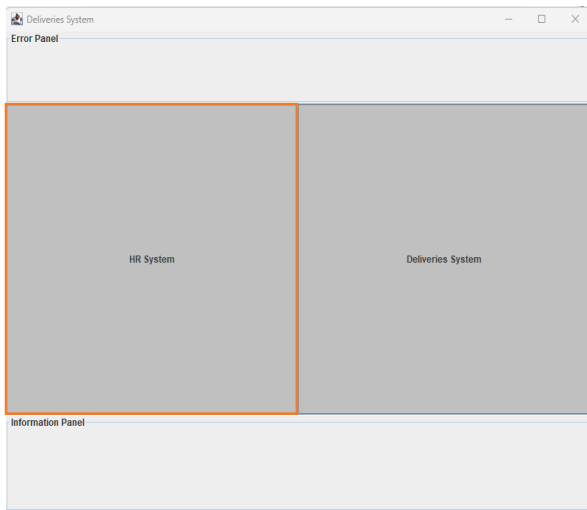 Deliveries System
Error Panel
HR System
Deliveries System
Information Panel